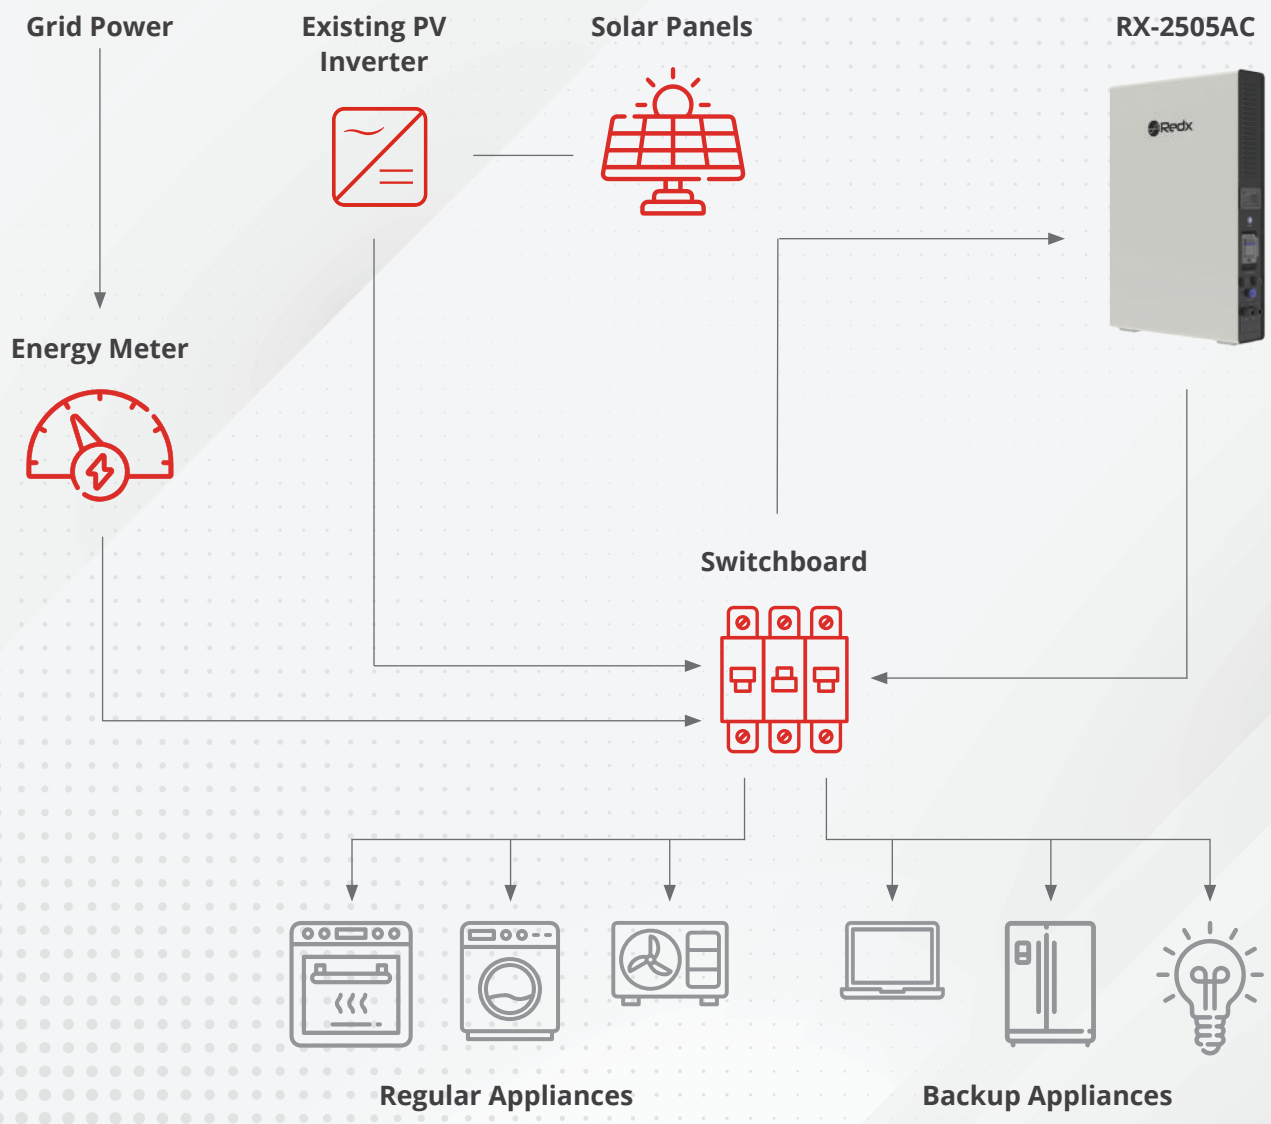 Grid Power
Existing PV
Inverter
Solar Panels
RX-2505AC
Redx
Energy Meter
Switchboard
Regular Appliances
Backup Appliances